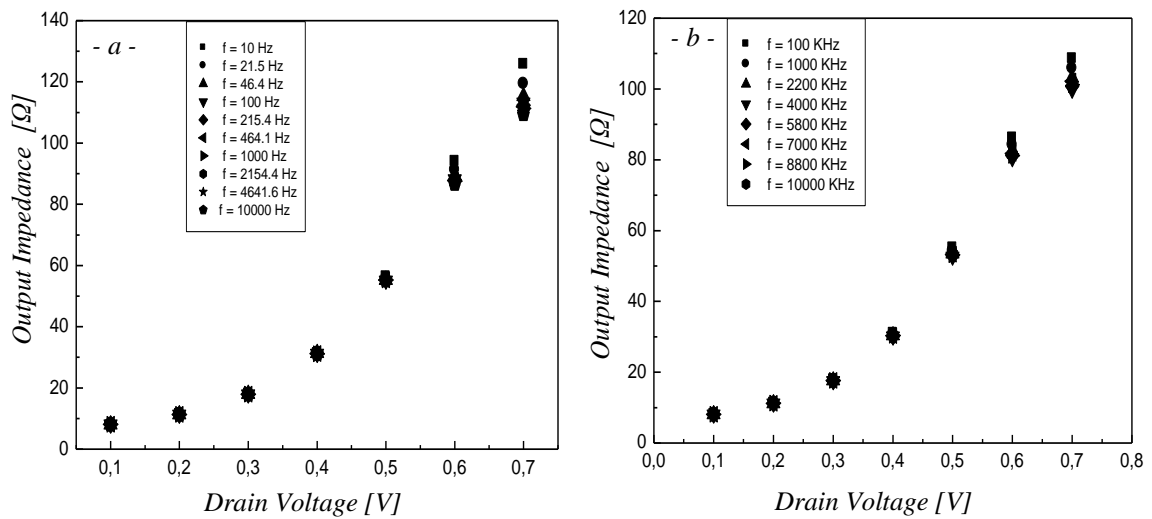 - a -
f = 10 Hz
f = 21.5 Hz
f = 46.4 Hz
f = 100 Hz
f = 215.4 Hz
f = 464.1 Hz
f = 1000 Hz
f = 2154.4 Hz
f = 4641.6 Hz
f = 10000 Hz
Output Impedance [Ω]
140
120
100
80
60
40
20
0
0,1 0,2 0,3 0,4 0,5 0,6 0,7
Drain Voltage [V]
- b -
f = 100 KHz
f = 1000 KHz
f = 2200 KHz
f = 4000 KHz
f = 5800 KHz
f = 7000 KHz
f = 8800 KHz
f = 10000 KHz
Output Impedance [Ω]
120
100
80
60
40
20
0
0,0 0,1 0,2 0,3 0,4 0,5 0,6 0,7 0,8
Drain Voltage [V]